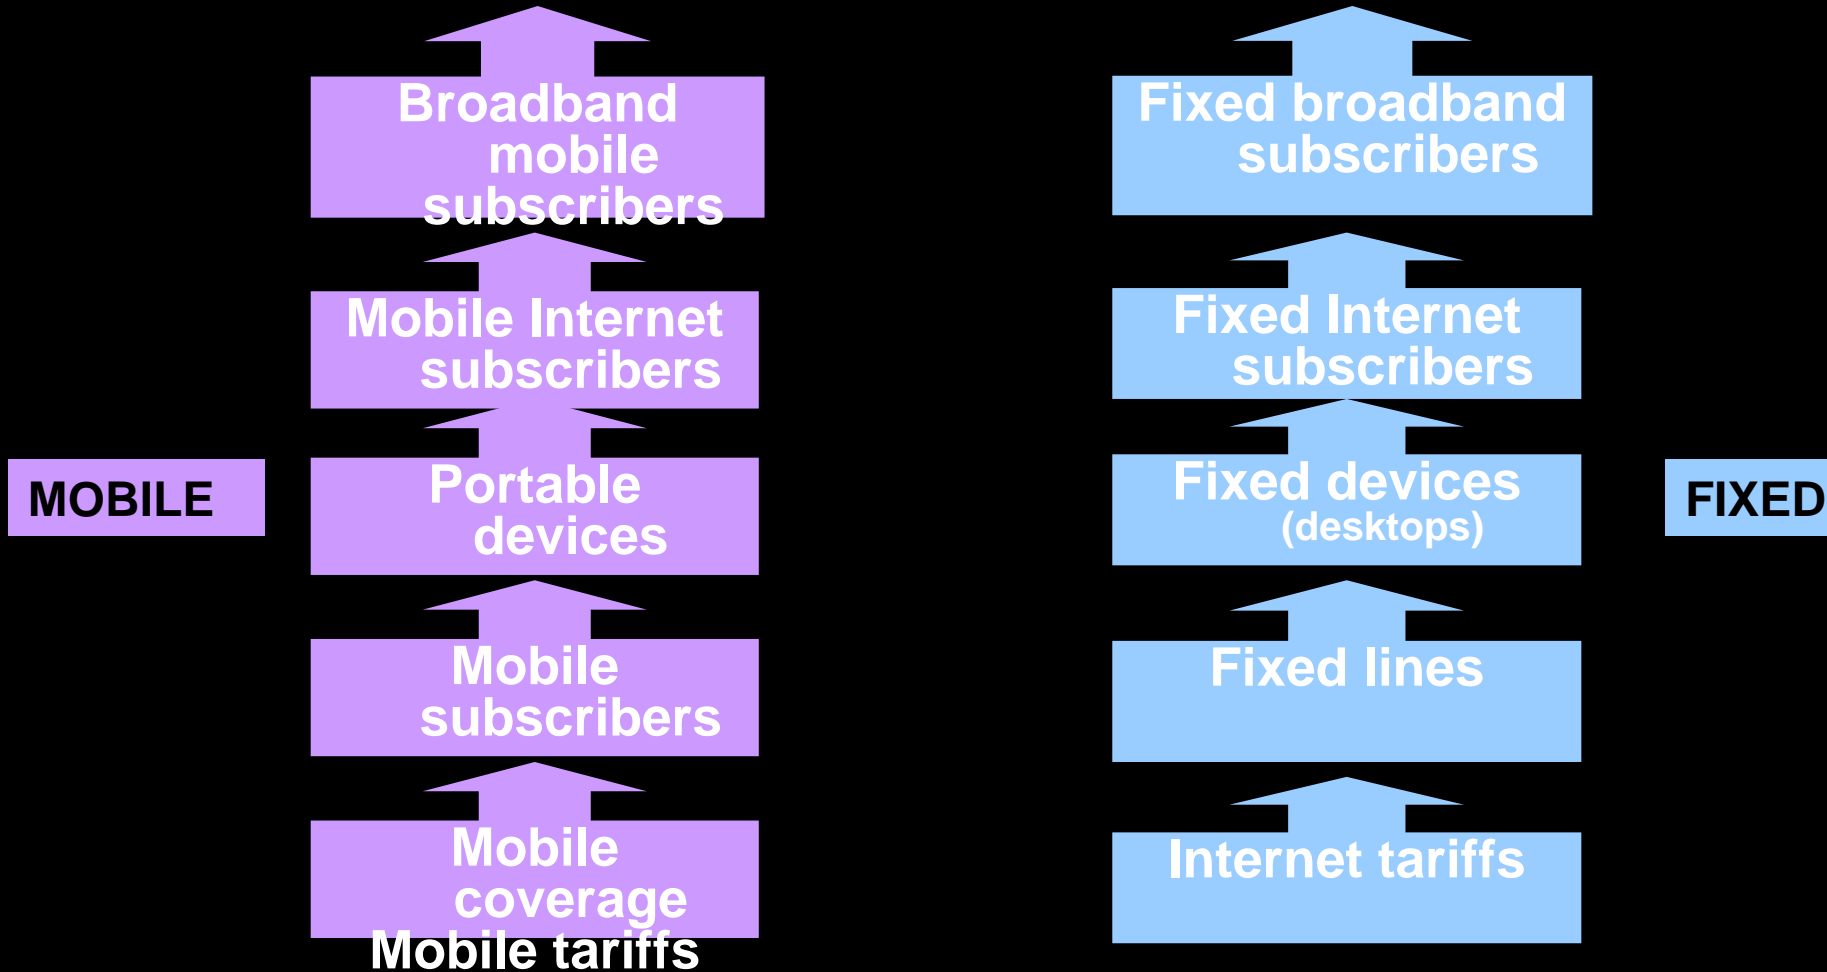 Broadband
mobile
subscribers
Mobile Internet
subscribers
MOBILE
Portable
devices
Mobile
subscribers
Mobile
coverage
Mobile tariffs
Fixed broadband
subscribers
Fixed Internet
subscribers
Fixed devices
(desktops)
FIXED
Fixed lines
Internet tariffs